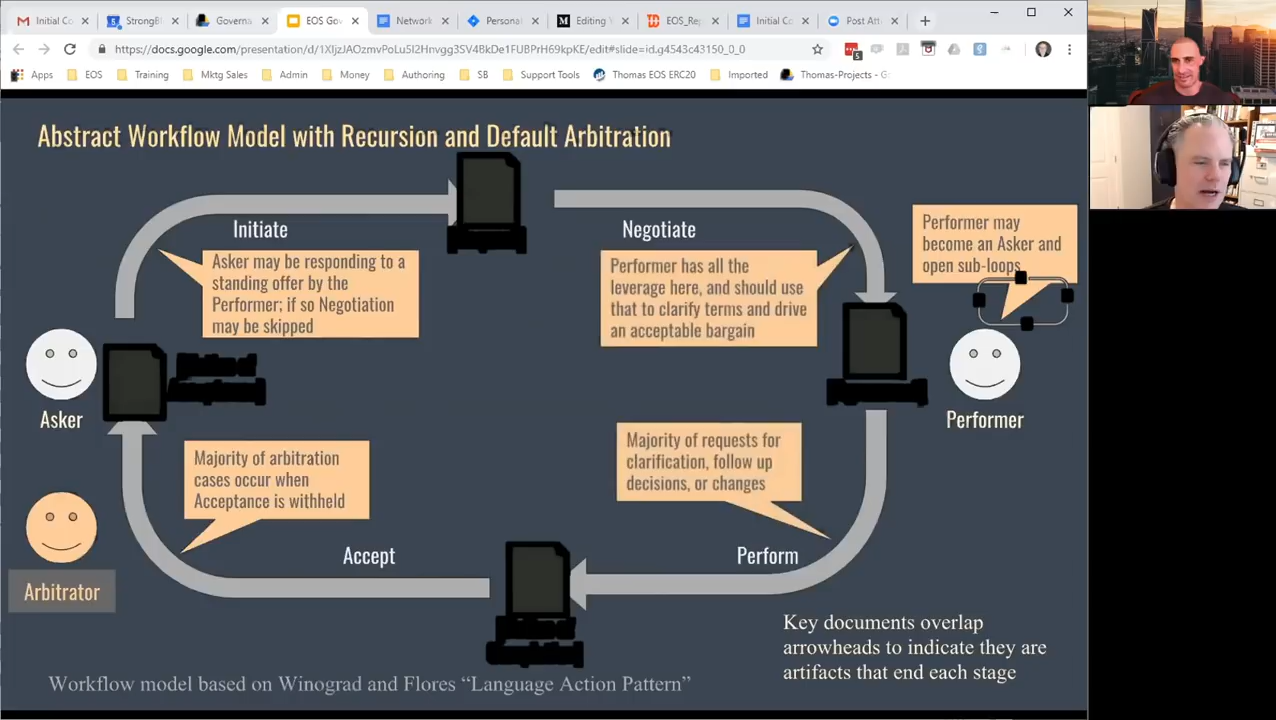 Initial Co
StrongBl
Governa
EOS Gov
Network
Personal
Editing Y
EOS_Rep
Initial Co
Post Att
https://docs.google.com/presentation/d/1XIjzJAOzmvPoLu5l2Hnvgg3SV4BkDe1FUBPrH69kpKE/edit#slide=id.g4543c43150_0_0
Apps
EOS
Training
Mktg Sales
Admin
Money
Authoring
SB
Support Tools
Thomas EOS ERC20
Imported
Thomas-Projects - G
Abstract Workflow Model with Recursion and Default Arbitration
Initiate
Asker may be responding to a
standing offer by the
Performer; if so Negotiation
may be skipped
Negotiate
Performer has all the
leverage here, and should use
that to clarify terms and drive
an acceptable bargain
Performer may
become an Asker and
open sub-loops
Asker
Performer
Majority of arbitration
cases occur when
Acceptance is withheld
Majority of requests for
clarification, follow up
decisions, or changes
Accept
Perform
Arbitrator
Key documents overlap
arrowheads to indicate they are
artifacts that end each stage
Workflow model based on Winograd and Flores “Language Action Pattern”